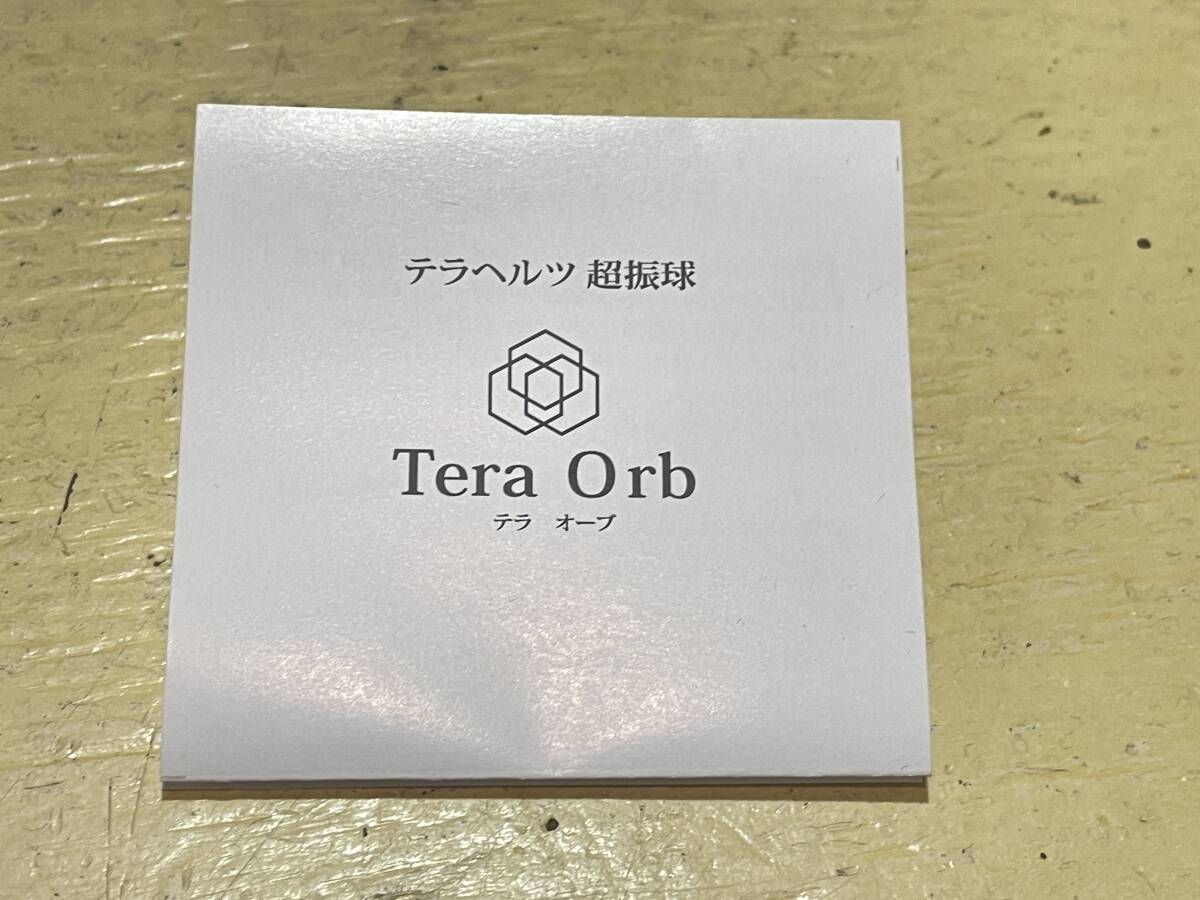 テラヘルツ 超振球
Tera Orb
テラ オーブ